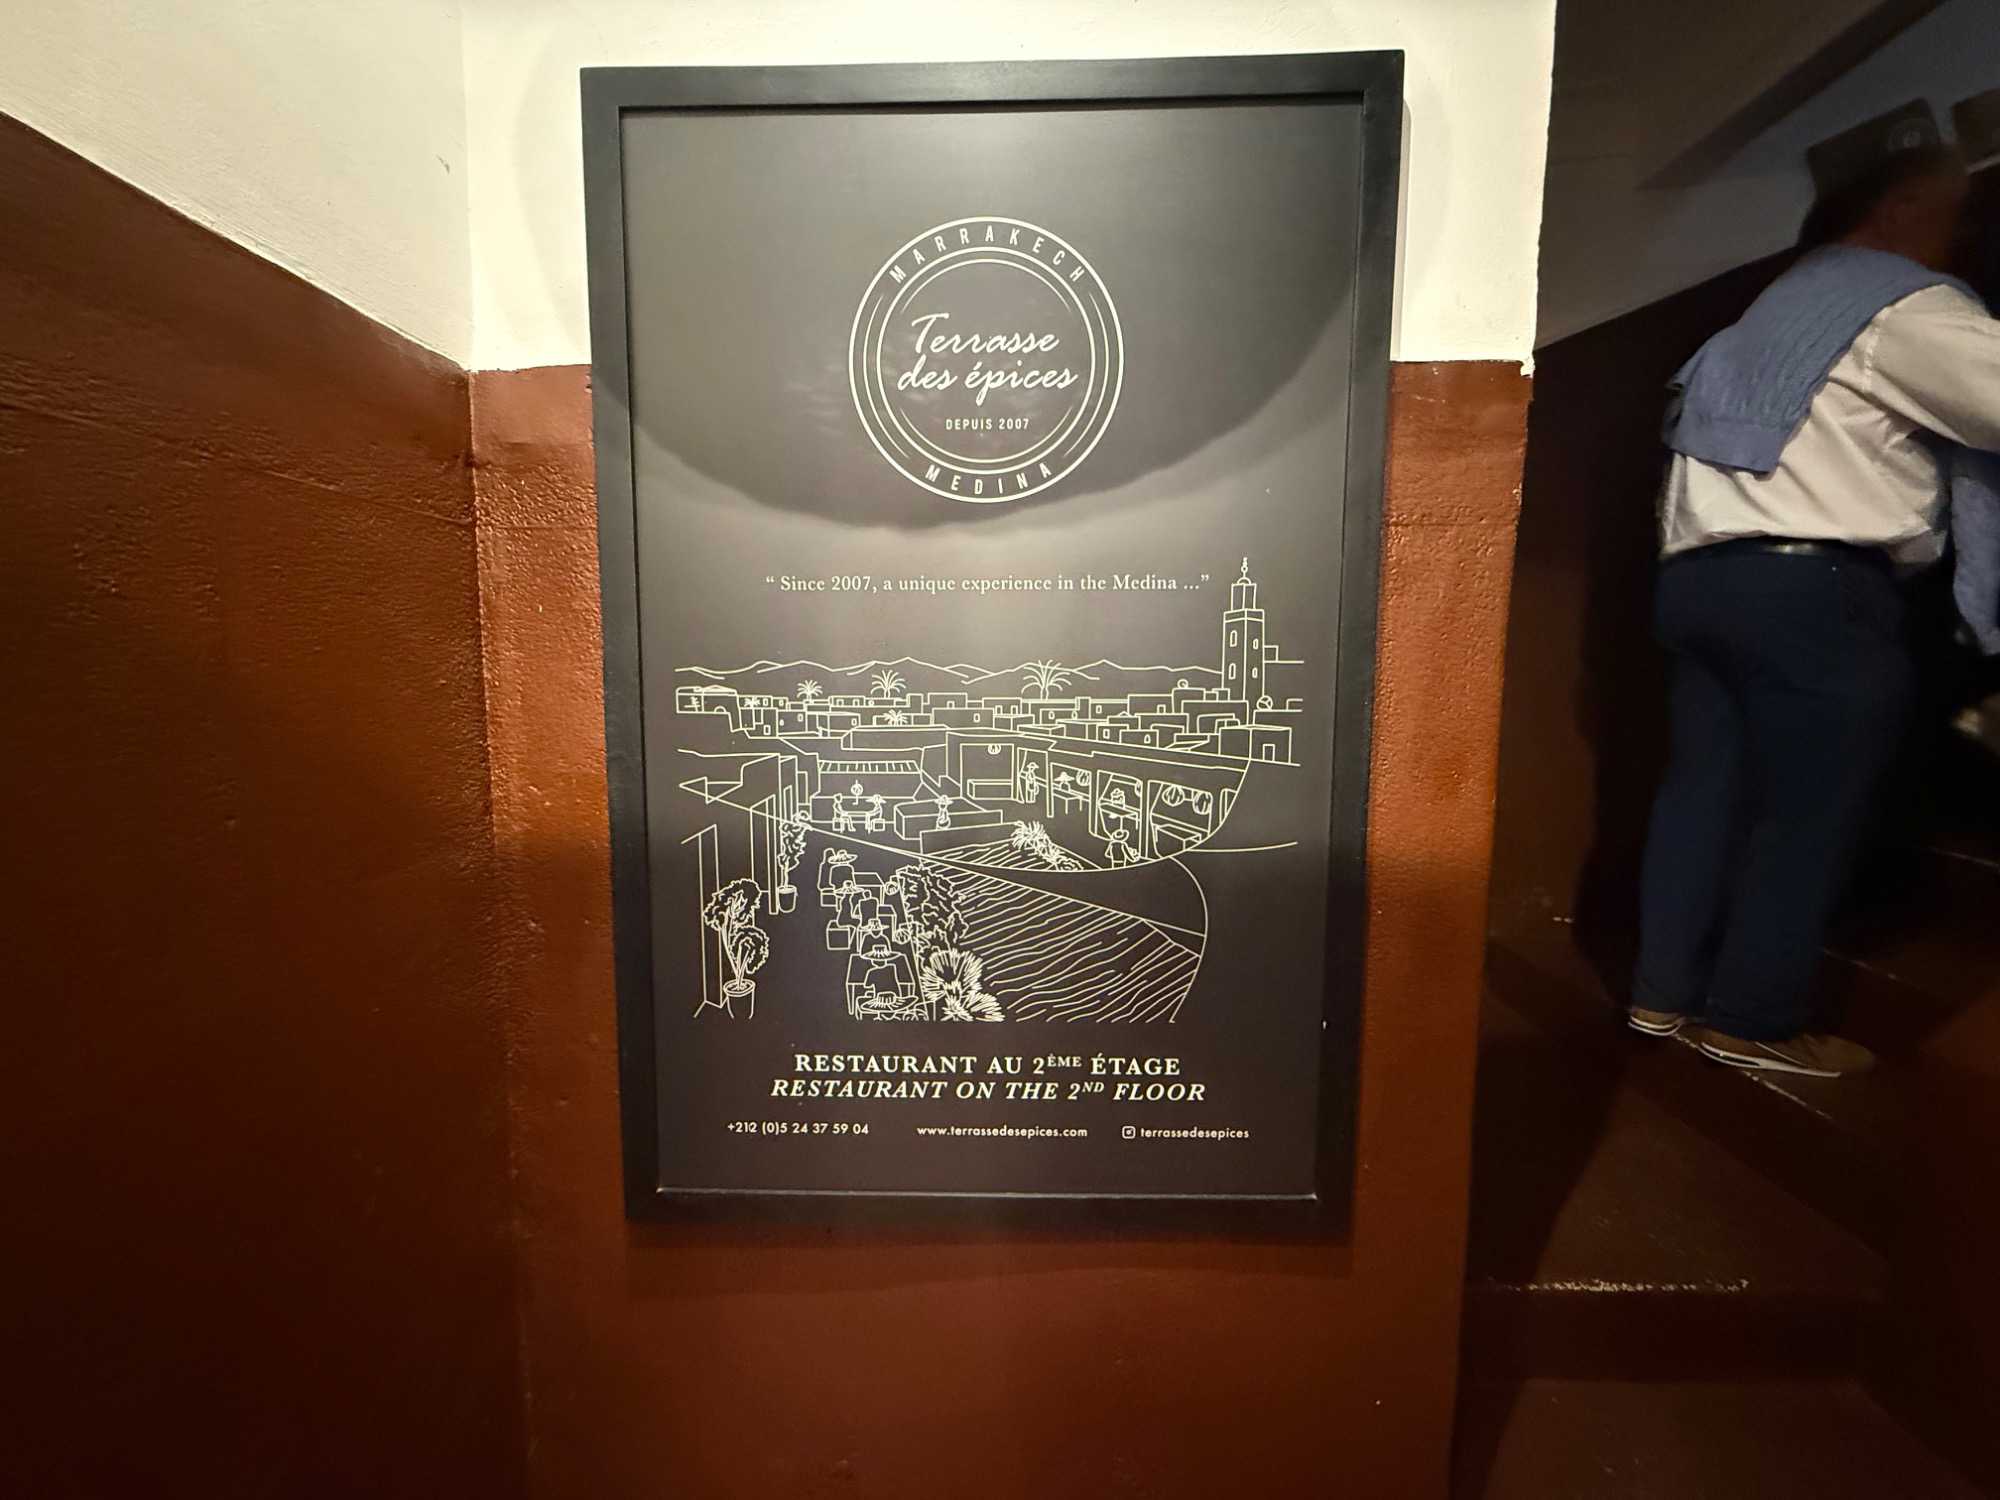 MARRAKECH
Terrasse
des épices
DEPUIS 2007
MEDINA
“ Since 2007, a unique experience in the Medina ...”
RESTAURANT AU 2ÈME ÉTAGE
RESTAURANT ON THE 2ND FLOOR
+212 (0)5 24 37 59 04 www.terrassedesepices.com terrassedesepices